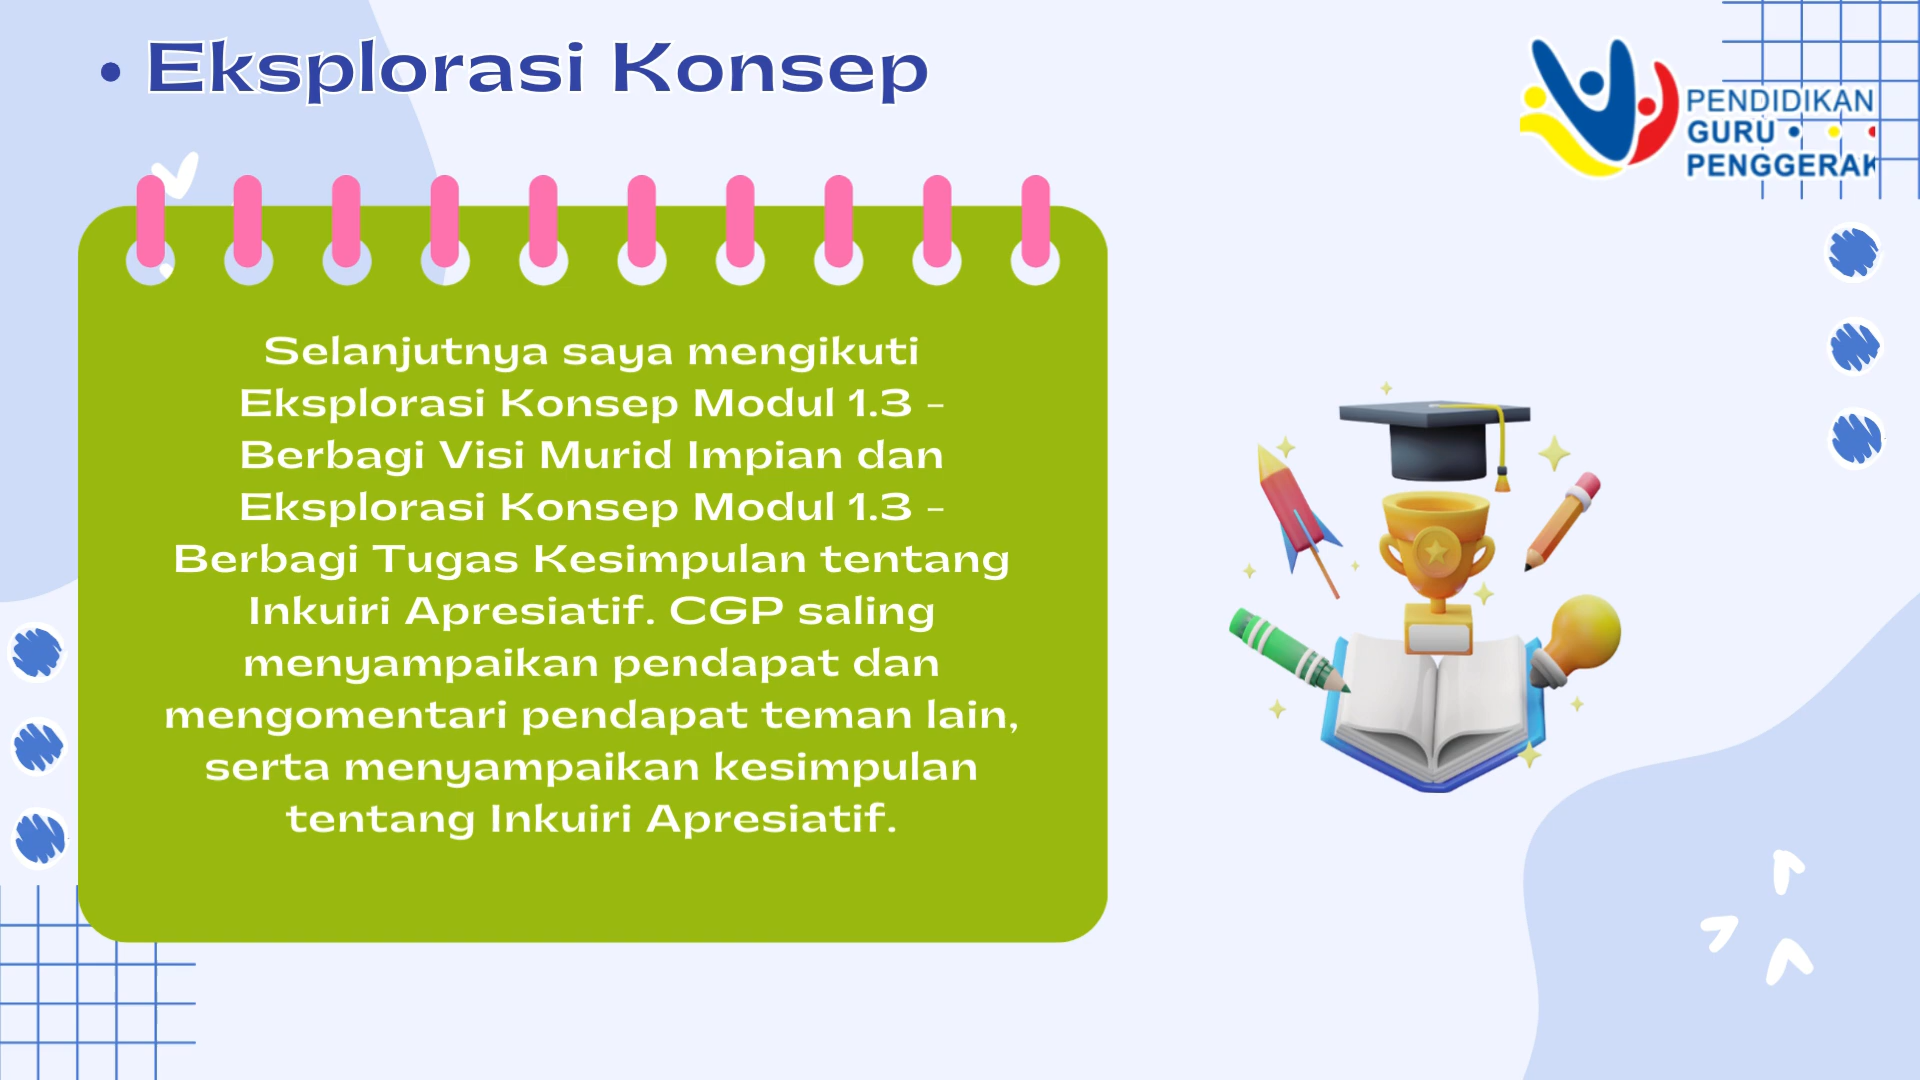 • Eksplorasi Konsep
PENDIDIKAN
GURU
PENGGERAK
Selanjutnya saya mengikuti
Eksplorasi Konsep Modul 1.3 -
Berbagi Visi Murid Impian dan
Eksplorasi Konsep Modul 1.3 -
Berbagi Tugas Kesimpulan tentang
Inkuiri Apresiatif. CGP saling
menyampaikan pendapat dan
mengomentari pendapat teman lain,
serta menyampaikan kesimpulan
tentang Inkuiri Apresiatif.